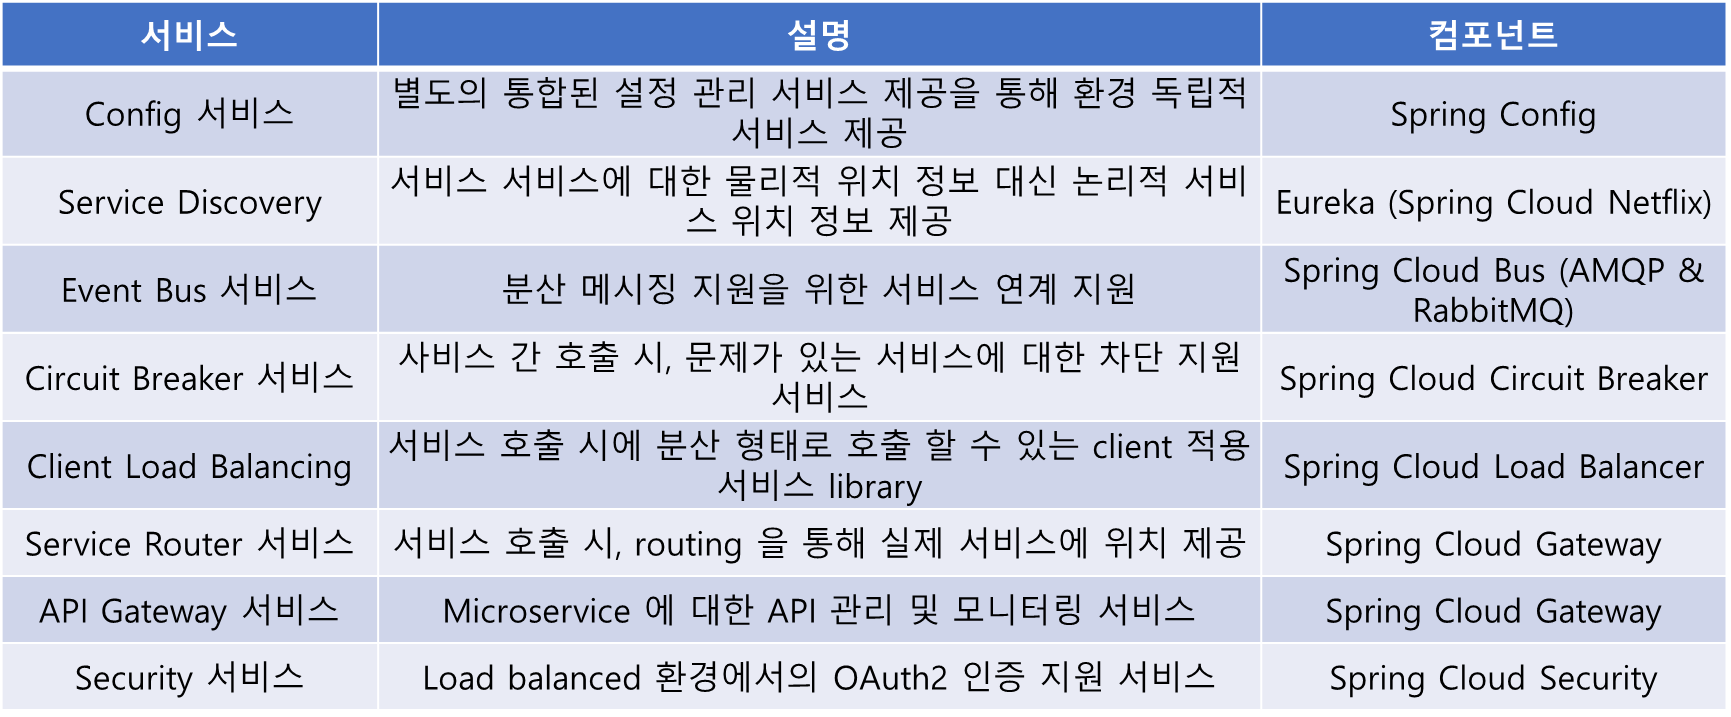 서비스
설명
컴포넌트
Config 서비스
별도의 통합된 설정 관리 서비스 제공을 통해 환경 독립적
서비스 제공
Spring Config
Service Discovery
서비스 서비스에 대한 물리적 위치 정보 대신 논리적 서비
스 위치 정보 제공
Eureka (Spring Cloud Netflix)
Event Bus 서비스
분산 메시징 지원을 위한 서비스 연계 지원
Spring Cloud Bus (AMQP &
RabbitMQ)
Circuit Breaker 서비스
사비스 간 호출 시, 문제가 있는 서비스에 대한 차단 지원
서비스
Spring Cloud Circuit Breaker
Client Load Balancing
서비스 호출 시에 분산 형태로 호출 할 수 있는 client 적용
서비스 library
Spring Cloud Load Balancer
Service Router 서비스
서비스 호출 시, routing 을 통해 실제 서비스에 위치 제공
Spring Cloud Gateway
API Gateway 서비스
Microservice 에 대한 API 관리 및 모니터링 서비스
Spring Cloud Gateway
Security 서비스
Load balanced 환경에서의 OAuth2 인증 지원 서비스
Spring Cloud Security